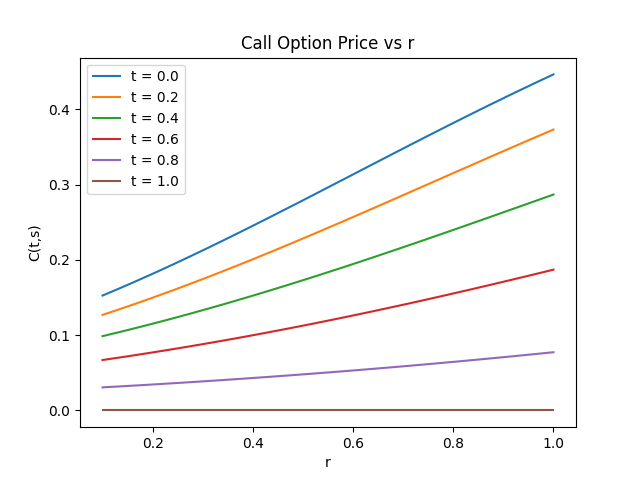 Call Option Price vs r
t = 0.0
t = 0.2
t = 0.4
t = 0.6
t = 0.8
t = 1.0
C(t,s)
0.4
0.3
0.2
0.1
0.0
0.2 0.4 0.6 0.8 1.0
r